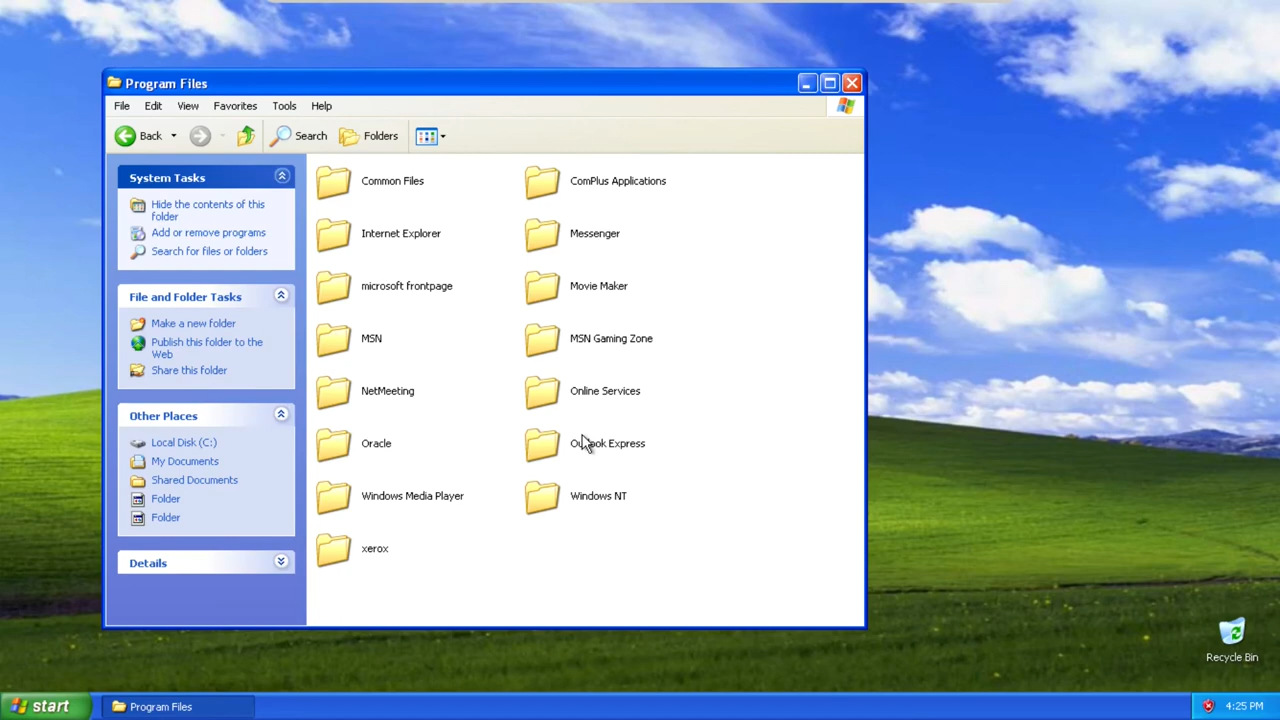 Program Files
File Edit View Favorites Tools Help
Back Search Folders
System Tasks
Hide the contents of this
folder
Add or remove programs
Search for files or folders
File and Folder Tasks
Make a new folder
Publish this folder to the
Web
Share this folder
Other Places
Local Disk (C:)
My Documents
Shared Documents
Folder
Folder
Details
Common Files ComPlus Applications
Internet Explorer Messenger
microsoft frontpage Movie Maker
MSN MSN Gaming Zone
NetMeeting Online Services
Oracle Outlook Express
Windows Media Player Windows NT
xerox
Recycle Bin
start Program Files 4:25 PM